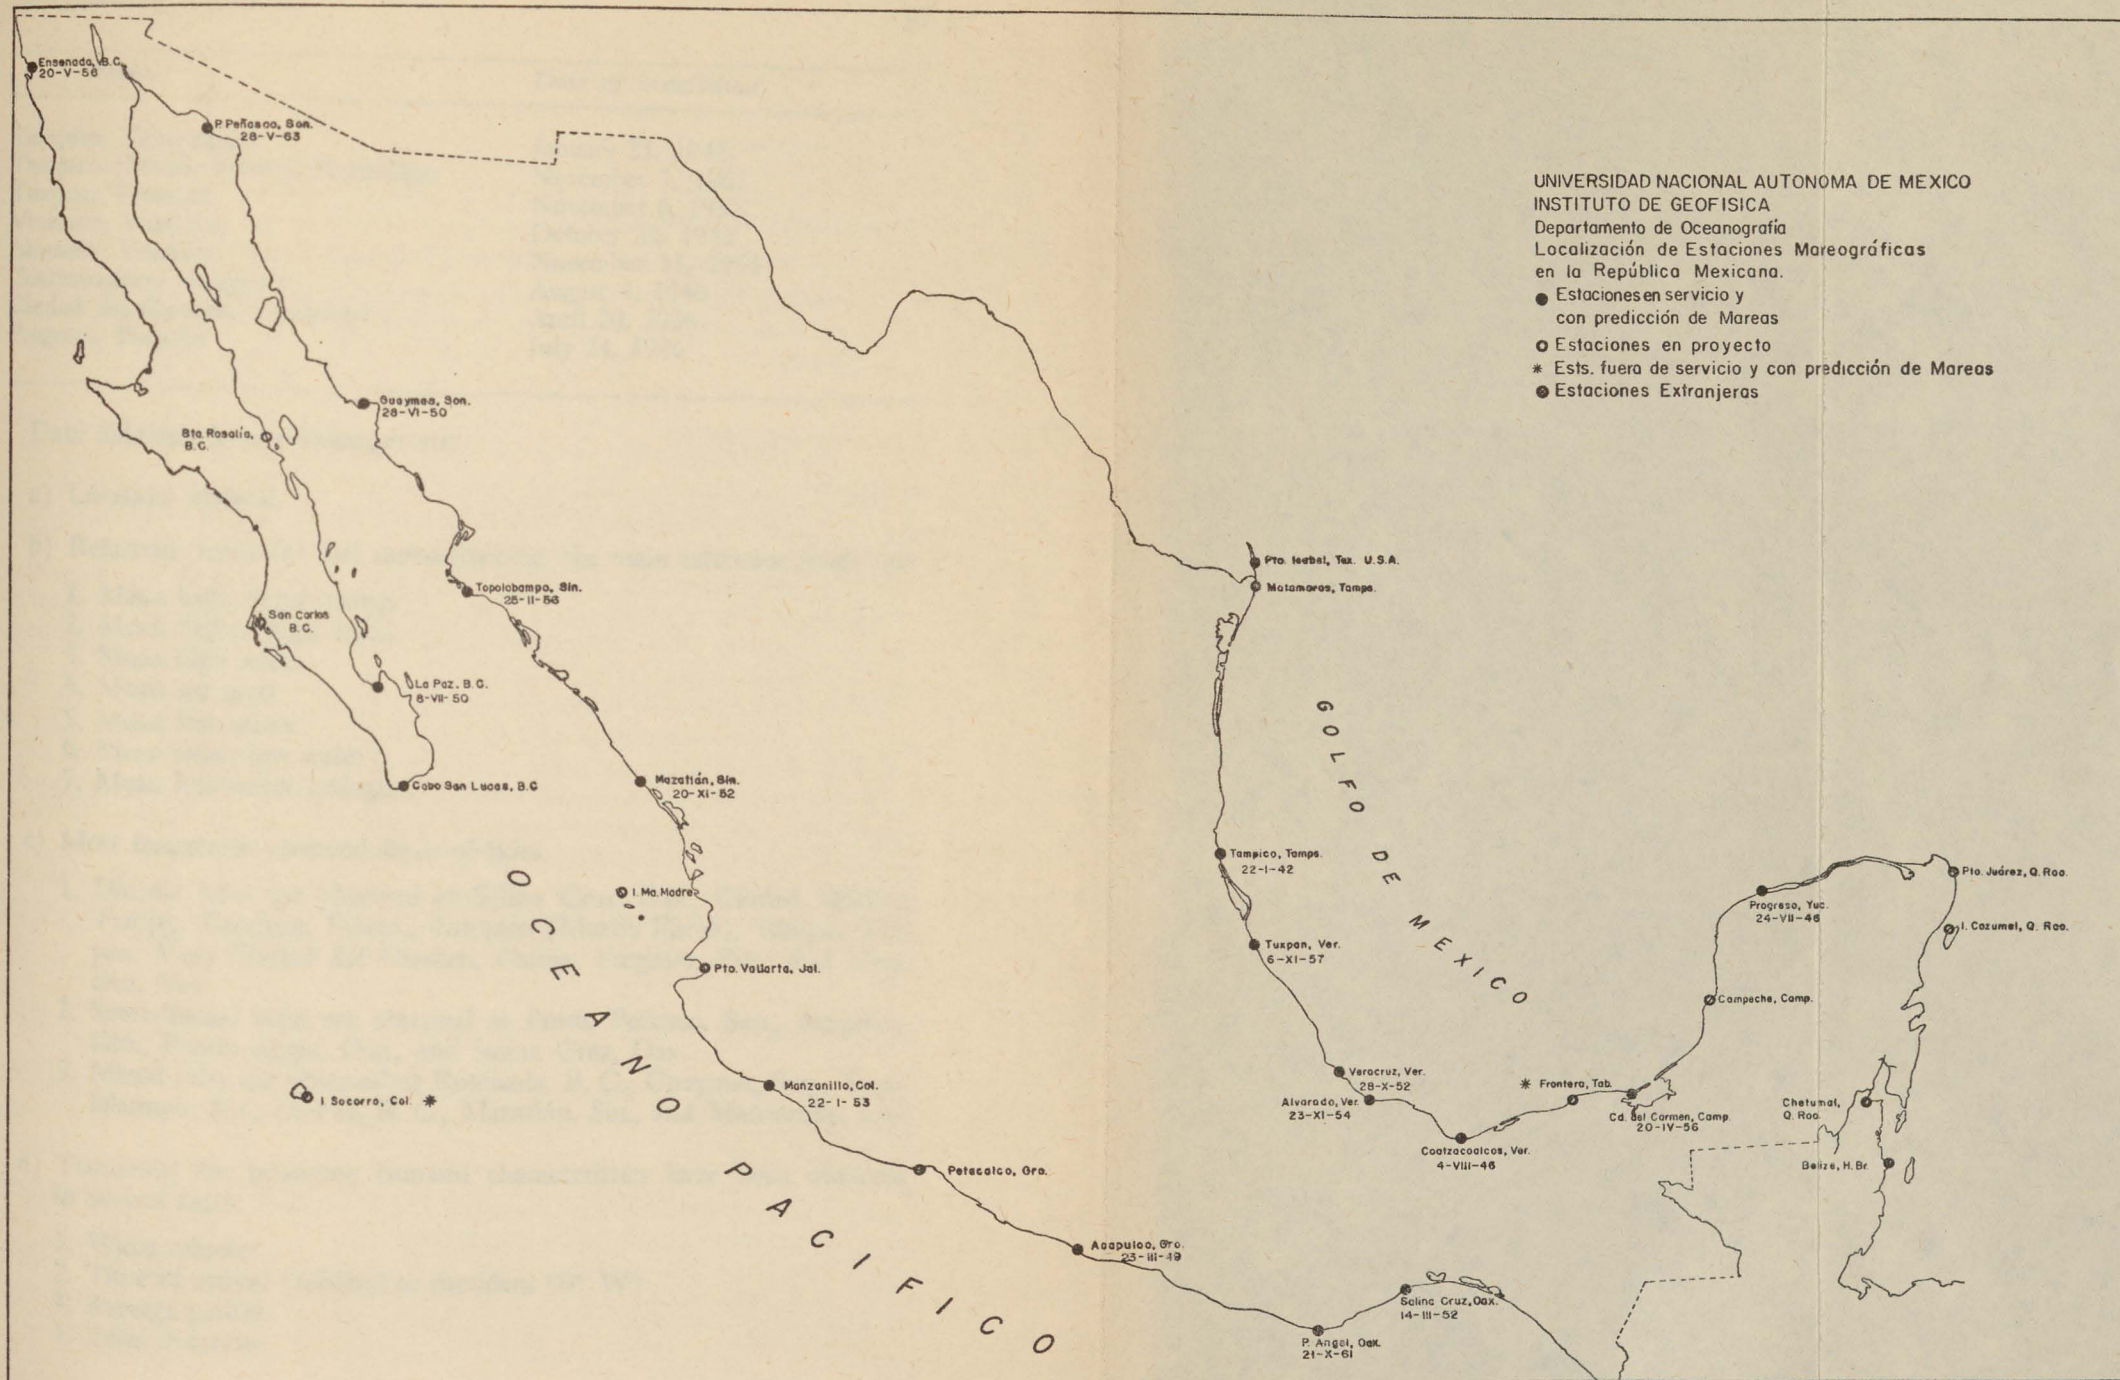 UNIVERSIDAD NACIONAL AUTONOMA DE MEXICO
INSTITUTO DE GEOFISICA
Departamento de Oceanografía
Localización de Estaciones Mareográficas
en la República Mexicana.
● Estaciones en servicio y
con predicción de Mareas
o Estaciones en proyecto
* Ests. fuera de servicio y con predicción de Mareas
● Estaciones Extranjeras
Ensenada, B.C.
20-V-56
P. Peñasco, Son.
28-V-63
Guaymas, Son.
28-VI-50
Sta. Rosalía,
B.C.
Topolobampo, Sin.
25-II-56
San Carlos
B.C.
La Paz. B.C.
8-VII-50
Cabo San Lucas, B.C
Mazatlán, Sin.
20-XI-52
I. Ma. Madre
Pto. Vallarta, Jal.
I. Socorro, Col. *
Manzanillo, Col.
22-I-53
Petacalco, Gro.
Acapulco, Gro.
23-III-49
P. Angel, Oax.
21-X-61
Salina Cruz, Oax.
14-III-52
OCEANO PACIFICO
Pto. Isabel, Tex. U.S.A.
Matamoros, Tamps.
GOLFO DE MEXICO
Tampico, Tamps.
22-I-42
Tuxpan, Ver.
6-XI-57
Veracruz, Ver.
28-X-52
Alvarado, Ver.
23-XI-54
Coatzacoalcos, Ver.
4-VIII-46
* Frontera, Tab.
Cd. del Carmen, Camp.
20-IV-56
Campeche, Camp.
Progreso, Yuc.
24-VII-46
Pto. Juárez, Q. Roo.
I. Cozumel, Q. Roo.
Chetumal,
Q. Roo.
Belize, H. Br.